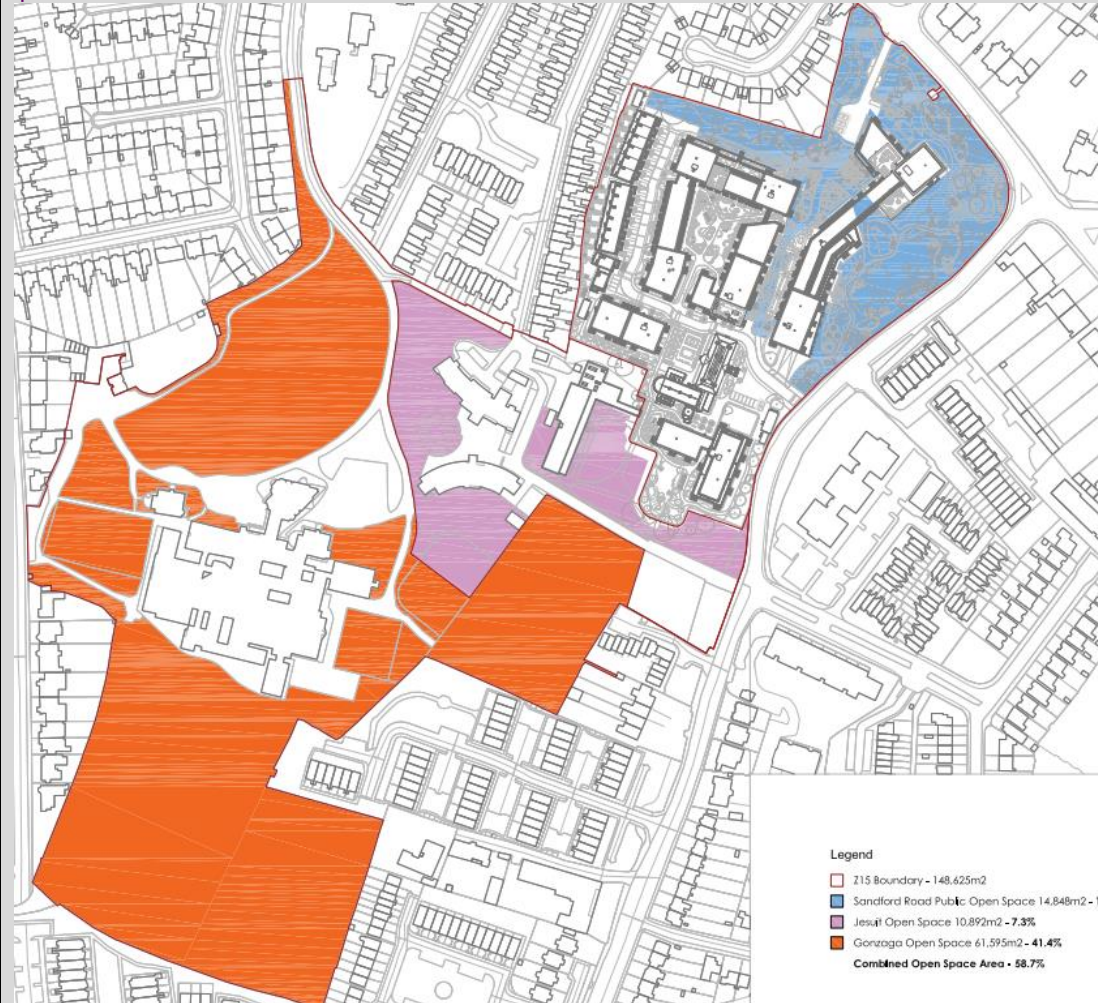 Legend
Z15 Boundary - 148,625m2
Sandford Road Public Open Space 14,848m2 -
Jesuit Open Space 10,892m2 - 7.3%
Gonzaga Open Space 61,595m2 - 41.4%
Combined Open Space Area - 58.7%